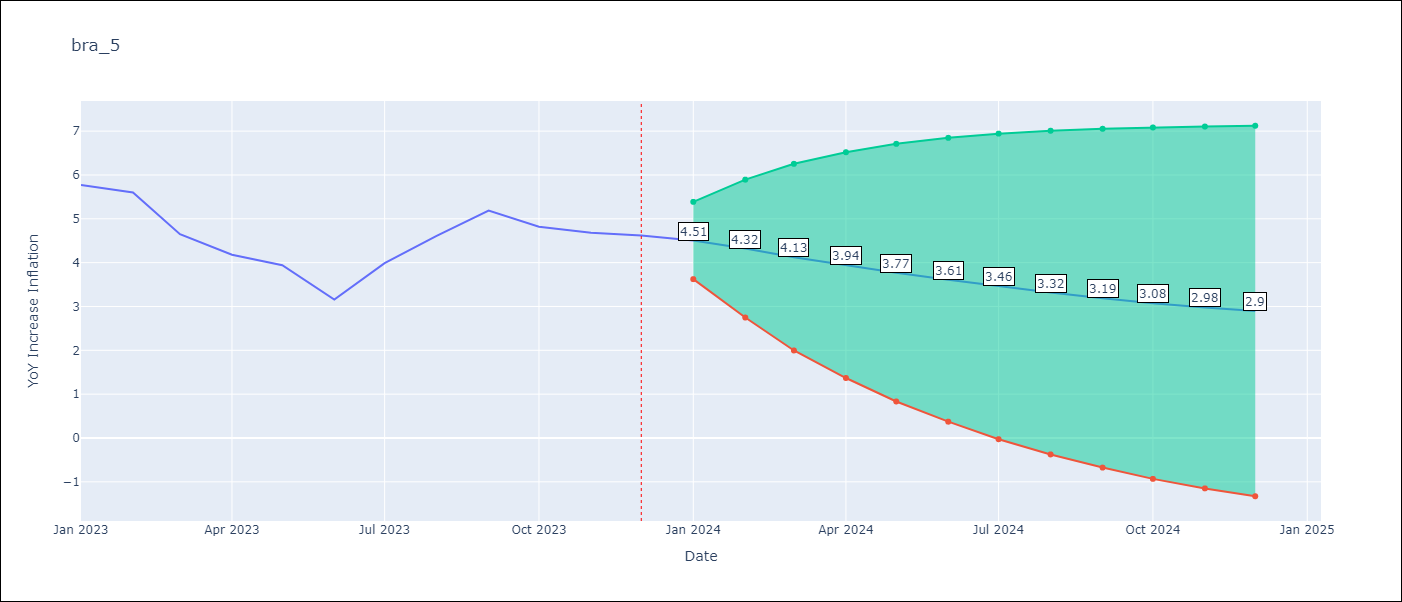 bra_5
YoY Increase Inflation
7
6
5
4
3
2
1
0
−1
4.51
4.32
4.13
3.94
3.77
3.61
3.46
3.32
3.19
3.08
2.98
2.9
Jan 2023
Apr 2023
Jul 2023
Oct 2023
Jan 2024
Apr 2024
Jul 2024
Oct 2024
Jan 2025
Date